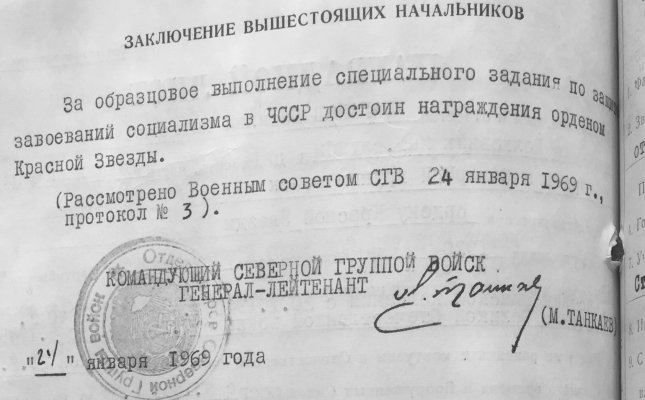 ЗАКЛЮЧЕНИЕ ВЫШЕСТОЯЩИХ НАЧАЛЬНИКОВ
За образцовое выполнение специального задания по
завоеваний социализма в ЧССР достоин награждения орденом
Красной Звезды.
(Рассмотрено Военным советом СГВ 24 января 1969 г.,
протокол № 3).
КОМАНДУЮЩИЙ СЕВЕРНОЙ ГРУППОЙ ВОЙСК
ГЕНЕРАЛ-ЛЕЙТЕНАНТ
(М.ТАНКАЕВ)
"24" января 1969 года